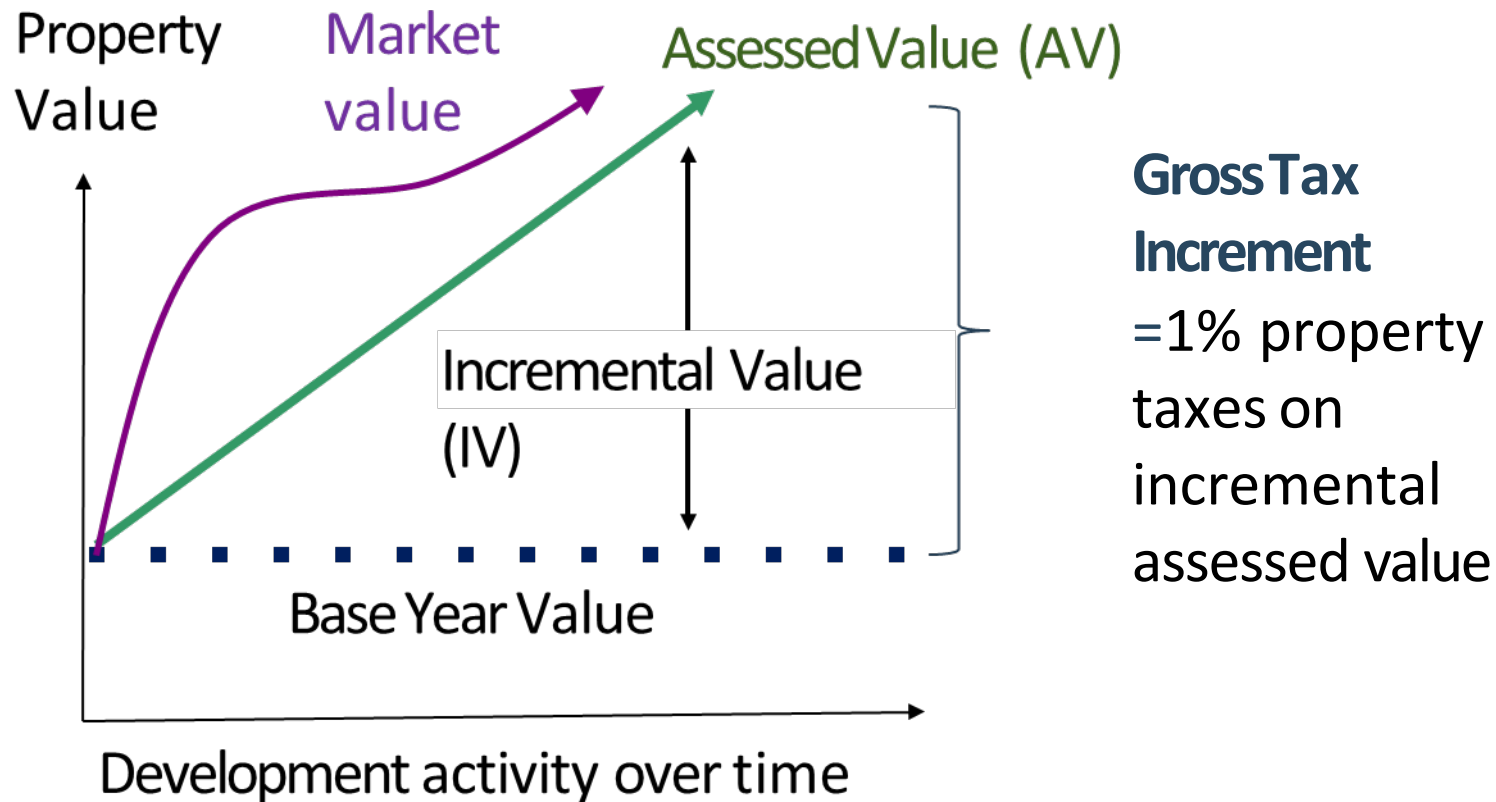 Property
Value
Market
value
Assessed Value (AV)
Gross Tax
Increment
=1% property
taxes on
incremental
assessed value
Incremental Value
(IV)
Base Year Value
Development activity over time